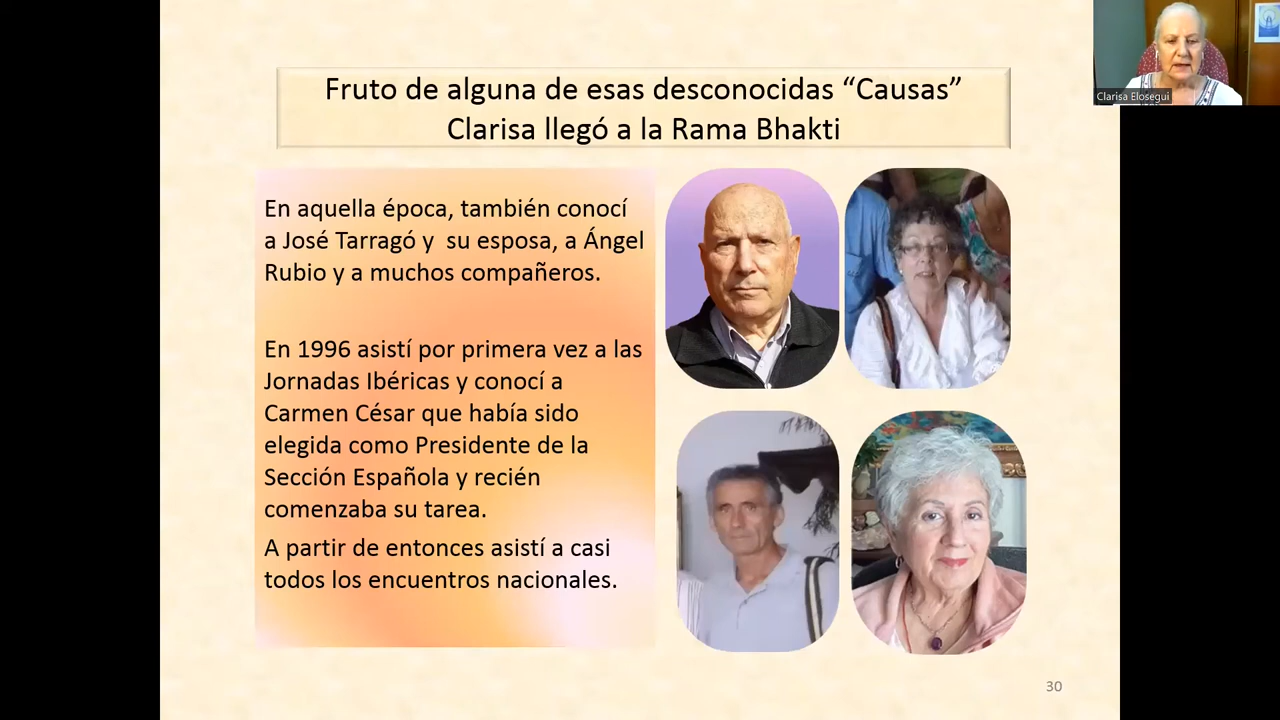 Fruto de alguna de esas desconocidas “Causas”
Clarisa llegó a la Rama Bhakti
Clarisa Elosegui
En aquella época, también conocí
a José Tarragó y su esposa, a Ángel
Rubio y a muchos compañeros.
En 1996 asistí por primera vez a las
Jornadas Ibéricas y conocí a
Carmen César que había sido
elegida como Presidente de la
Sección Española y recién
comenzaba su tarea.
A partir de entonces asistí a casi
todos los encuentros nacionales.
30